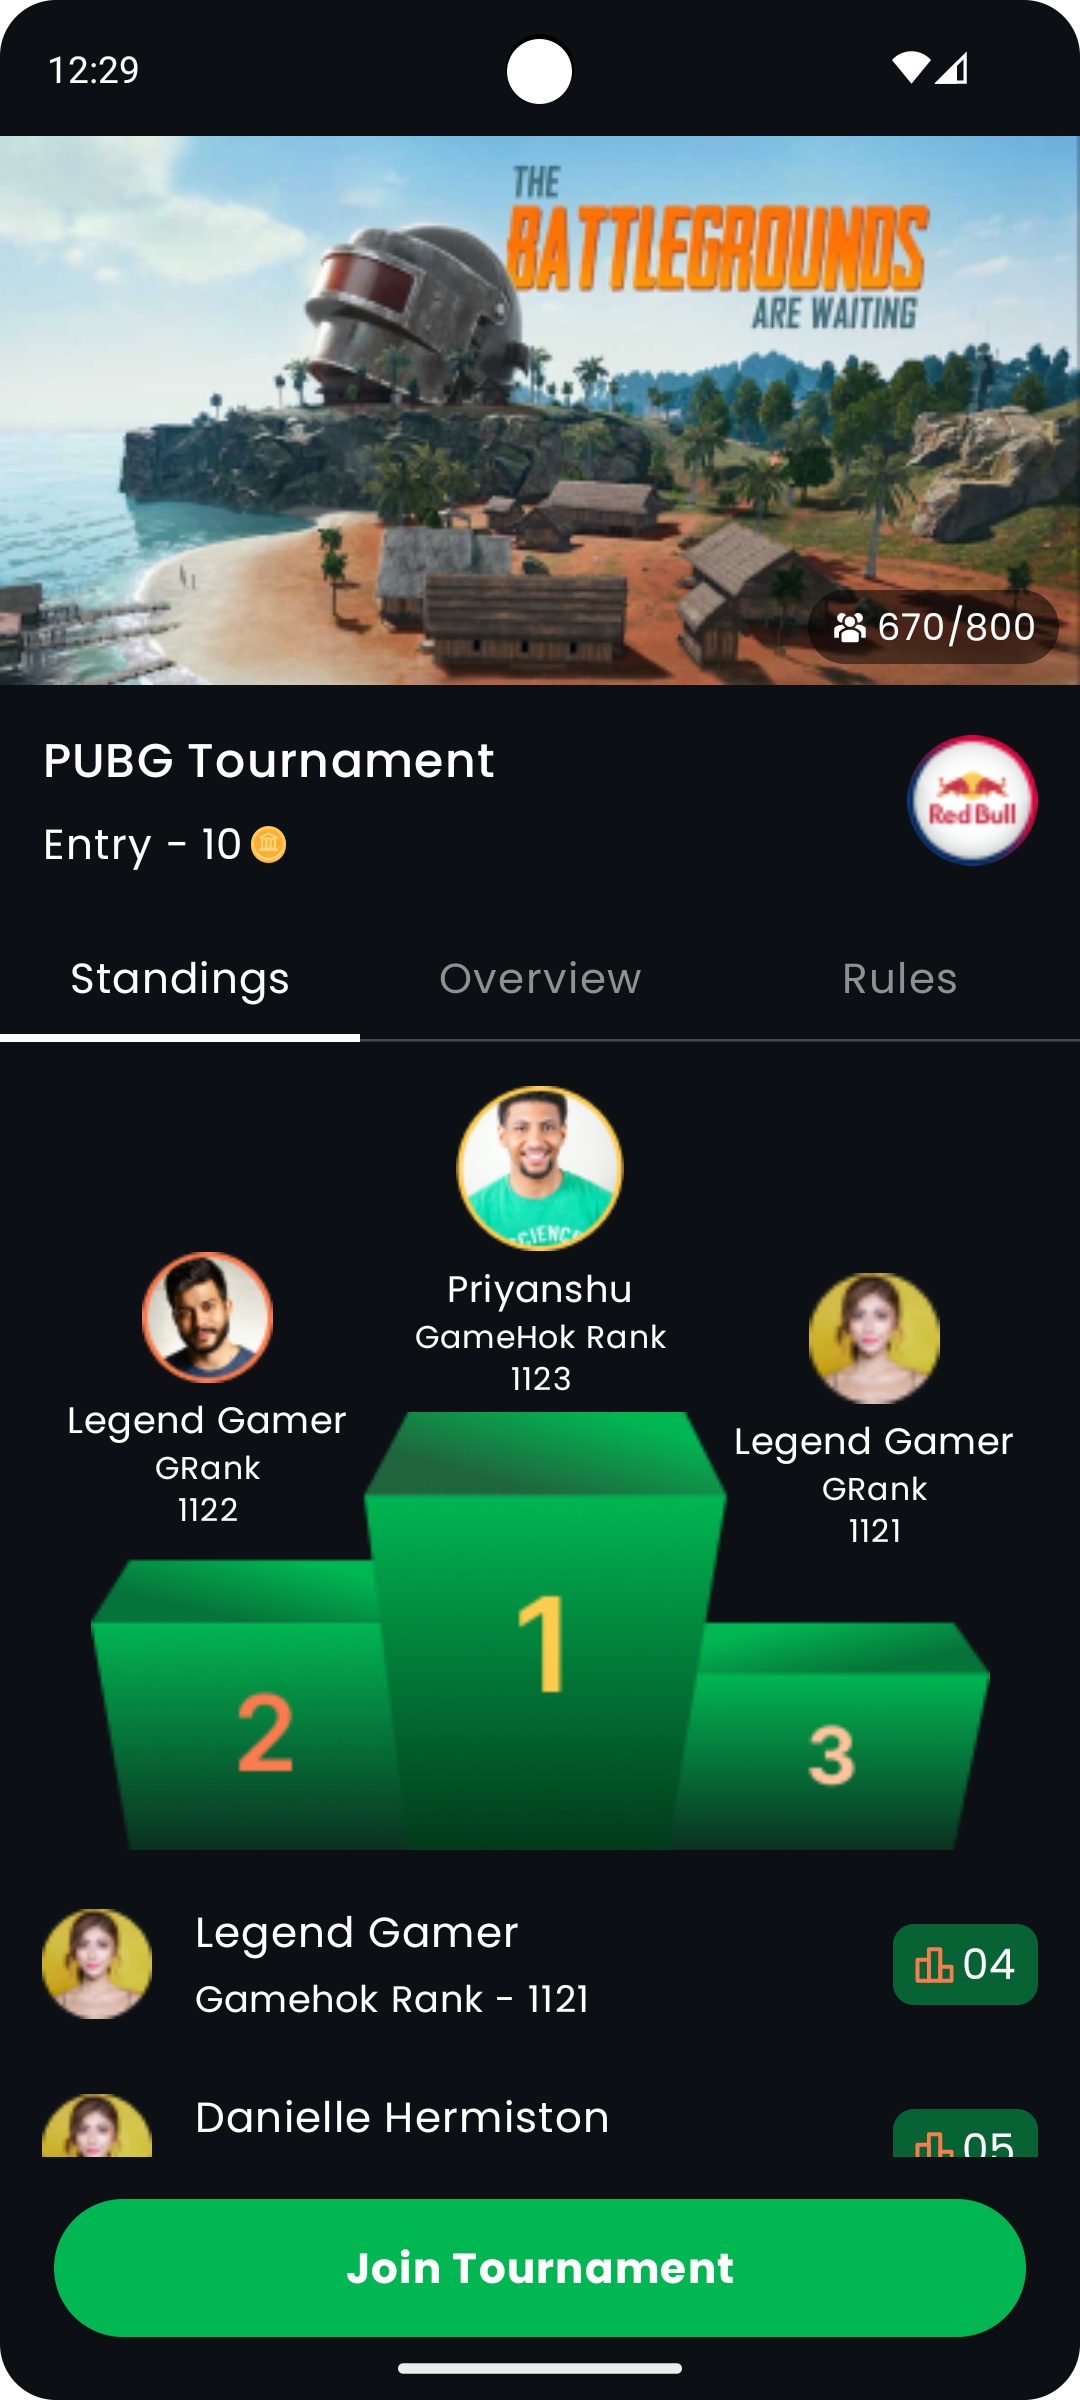 12:29
THE
BATTLEGROUNDS
ARE WAITING
670/800
PUBG Tournament
Entry - 10
Red Bull
Standings
Overview
Rules
SCIENCE
Priyanshu
GameHok Rank
1123
Legend Gamer
GRank
1122
Legend Gamer
GRank
1121
1
2
3
Legend Gamer
Gamehok Rank - 1121
04
Danielle Hermiston
05
Join Tournament